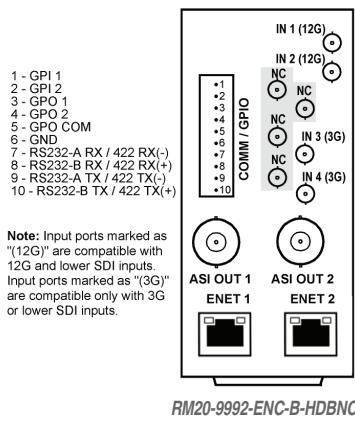 IN 1 (12G)
IN 2 (12G)
NC
NC
NC
NC
IN 3 (3G)
IN 4 (3G)
•1
•2
•3
•4
•5
•6
•7
•8
•9
•10
COMM / GPIO
1 - GPI 1
2 - GPI 2
3 - GPO 1
4 - GPO 2
5 - GPO COM
6 - GND
7 - RS232-A RX / 422 RX(-)
8 - RS232-B RX / 422 RX(+)
9 - RS232-A TX / 422 TX(-)
10 - RS232-B TX / 422 TX(+)
Note: Input ports marked as
"(12G)" are compatible with
12G and lower SDI inputs.
Input ports marked as "(3G)"
are compatible only with 3G
or lower SDI inputs.
ASI OUT 1
ASI OUT 2
ENET 1
ENET 2
RM20-9992-ENC-B-HDBNC